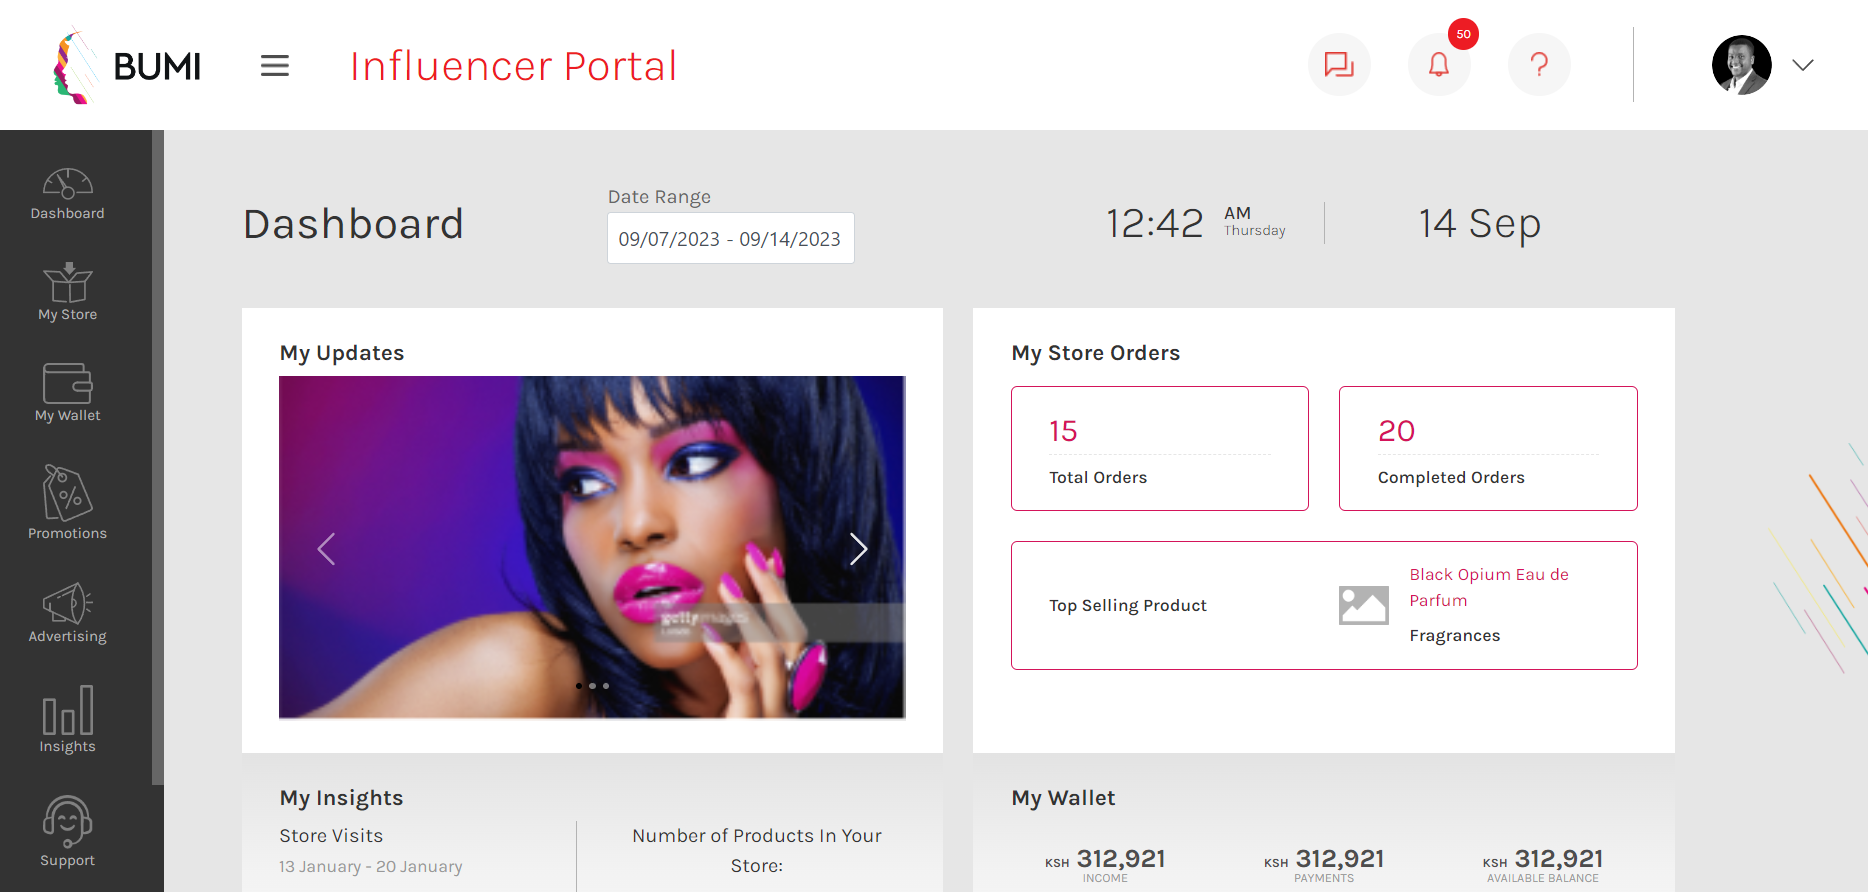 BUMI
Influencer Portal
50
?
Dashboard
My Store
My Wallet
Promotions
Advertising
Insights
Support
Dashboard
Date Range
09/07/2023 - 09/14/2023
12:42 AM
Thursday
14 Sep
My Updates
gettyimages
My Store Orders
15
Total Orders
20
Completed Orders
Top Selling Product
Black Opium Eau de
Parfum
Fragrances
My Insights
Store Visits
13 January - 20 January
Number of Products In Your
Store:
My Wallet
KSH 312,921
INCOME
KSH 312,921
PAYMENTS
KSH 312,921
AVAILABLE BALANCE